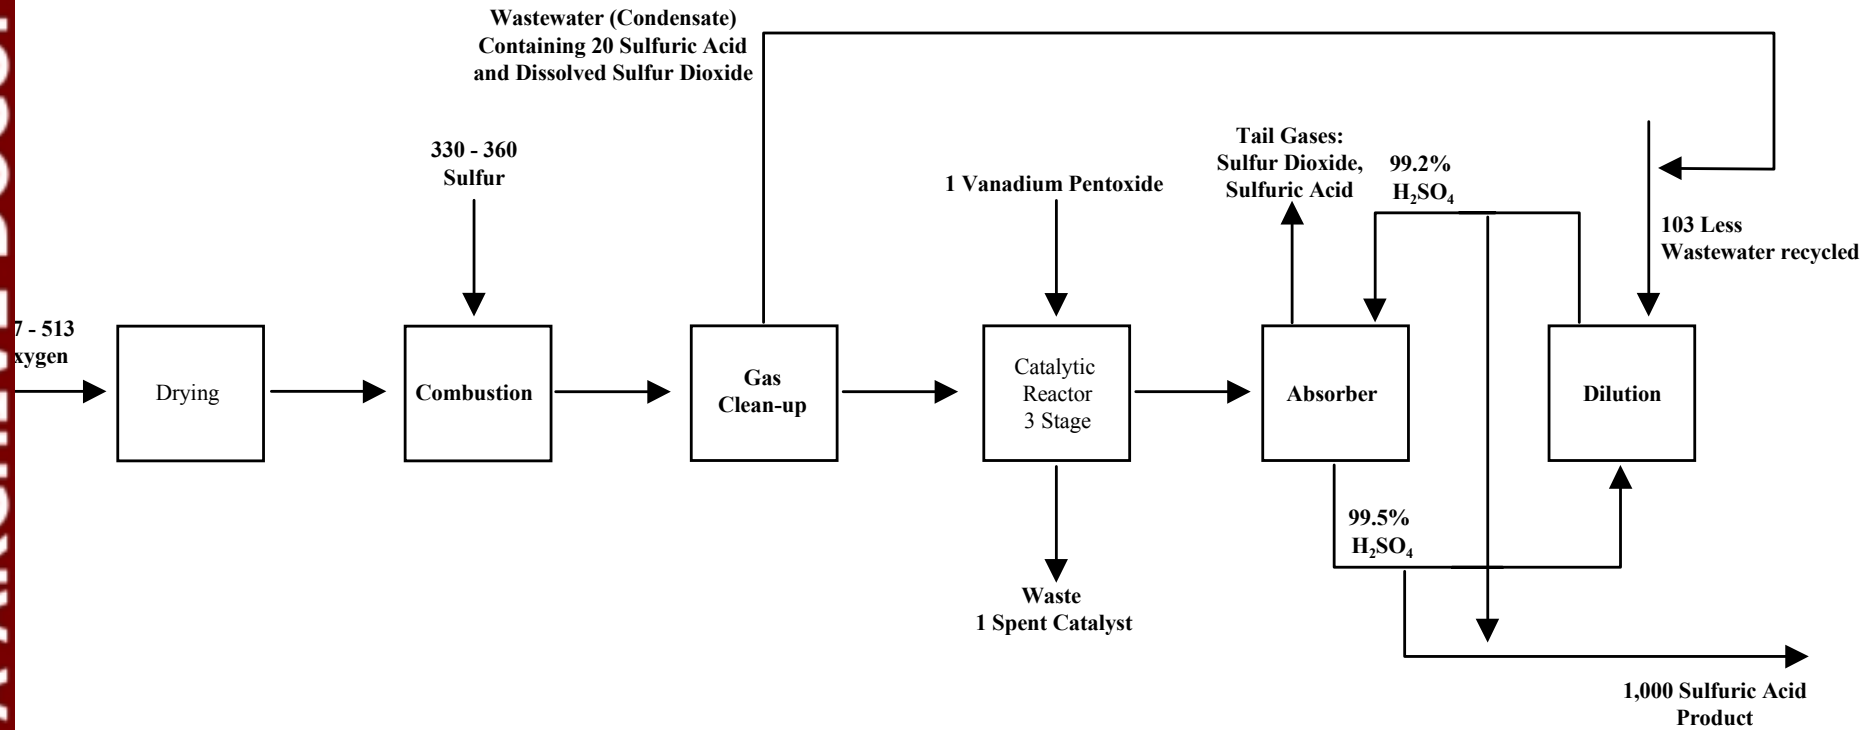 Wastewater (Condensate)
Containing 20 Sulfuric Acid
and Dissolved Sulfur Dioxide
330 - 360
Sulfur
1 Vanadium Pentoxide
Tail Gases:
Sulfur Dioxide,
Sulfuric Acid
99.2%
H₂SO₄
103 Less
Wastewater recycled
7 - 513
xygen
Drying
Combustion
Gas
Clean-up
Catalytic
Reactor
3 Stage
Absorber
Dilution
99.5%
H₂SO₄
Waste
1 Spent Catalyst
1,000 Sulfuric Acid
Product